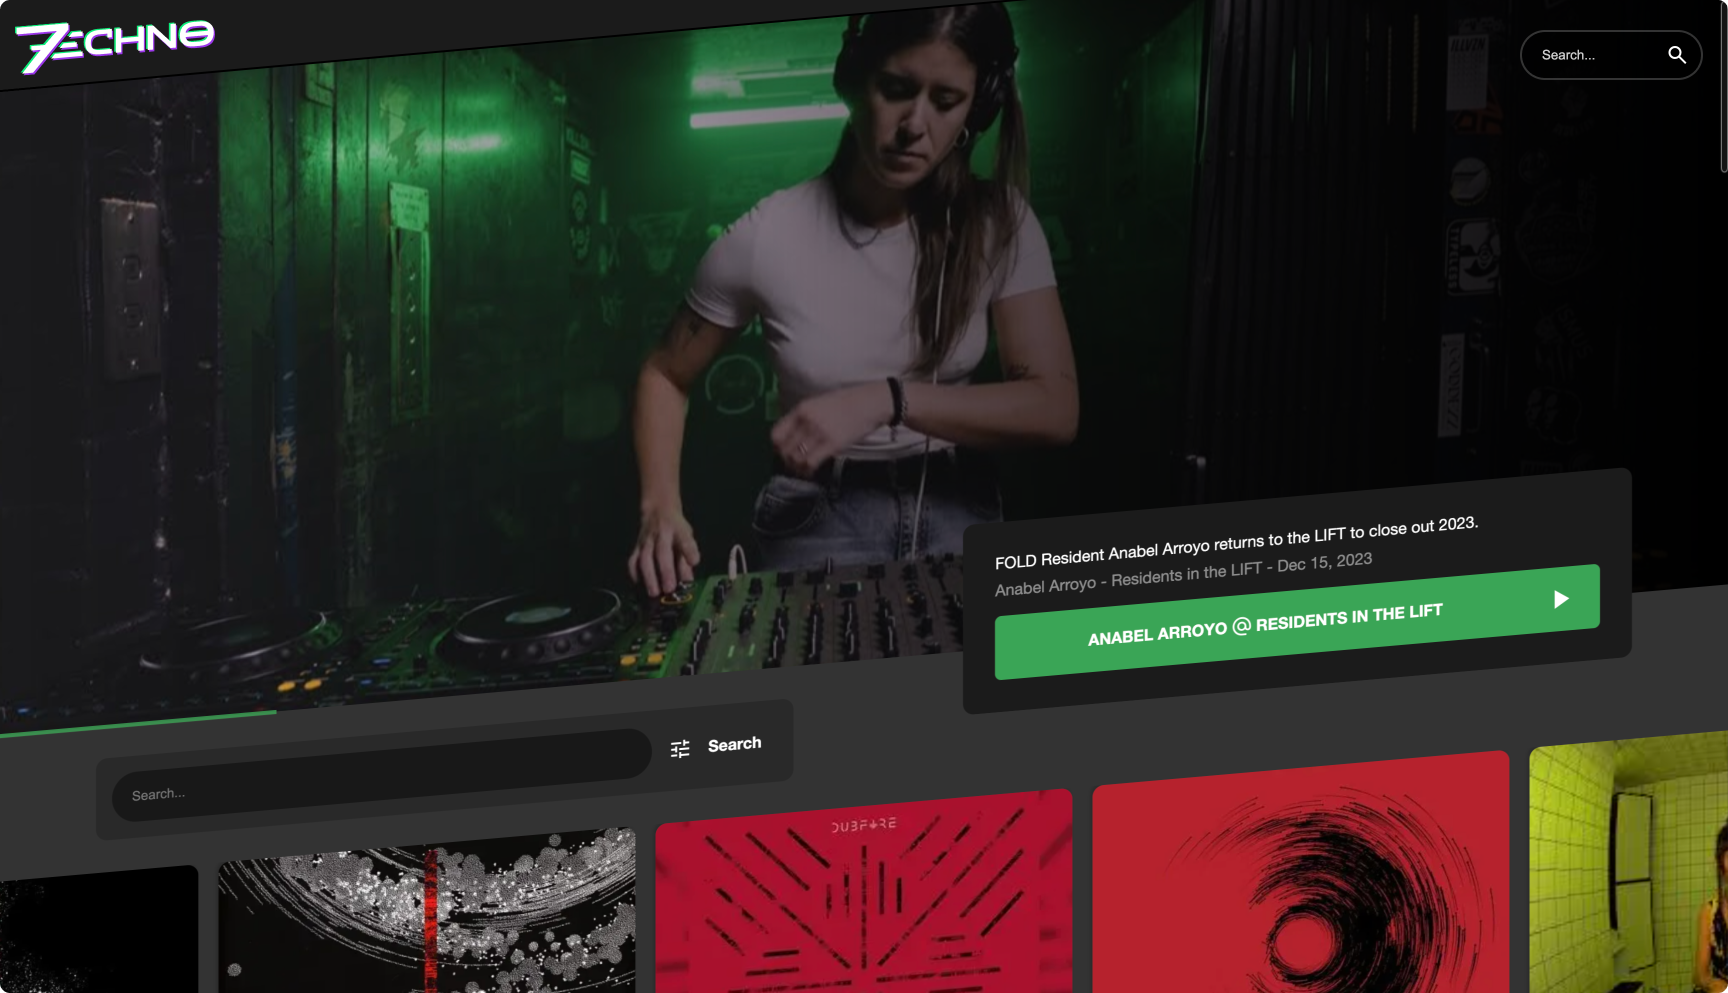 7ECHNO
Search...
FOLD Resident Anabel Arroyo returns to the LIFT to close out 2023.
Anabel Arroyo - Residents in the LIFT - Dec 15, 2023
ANABEL ARROYO @ RESIDENTS IN THE LIFT
Search...
Search
DUBFIRE